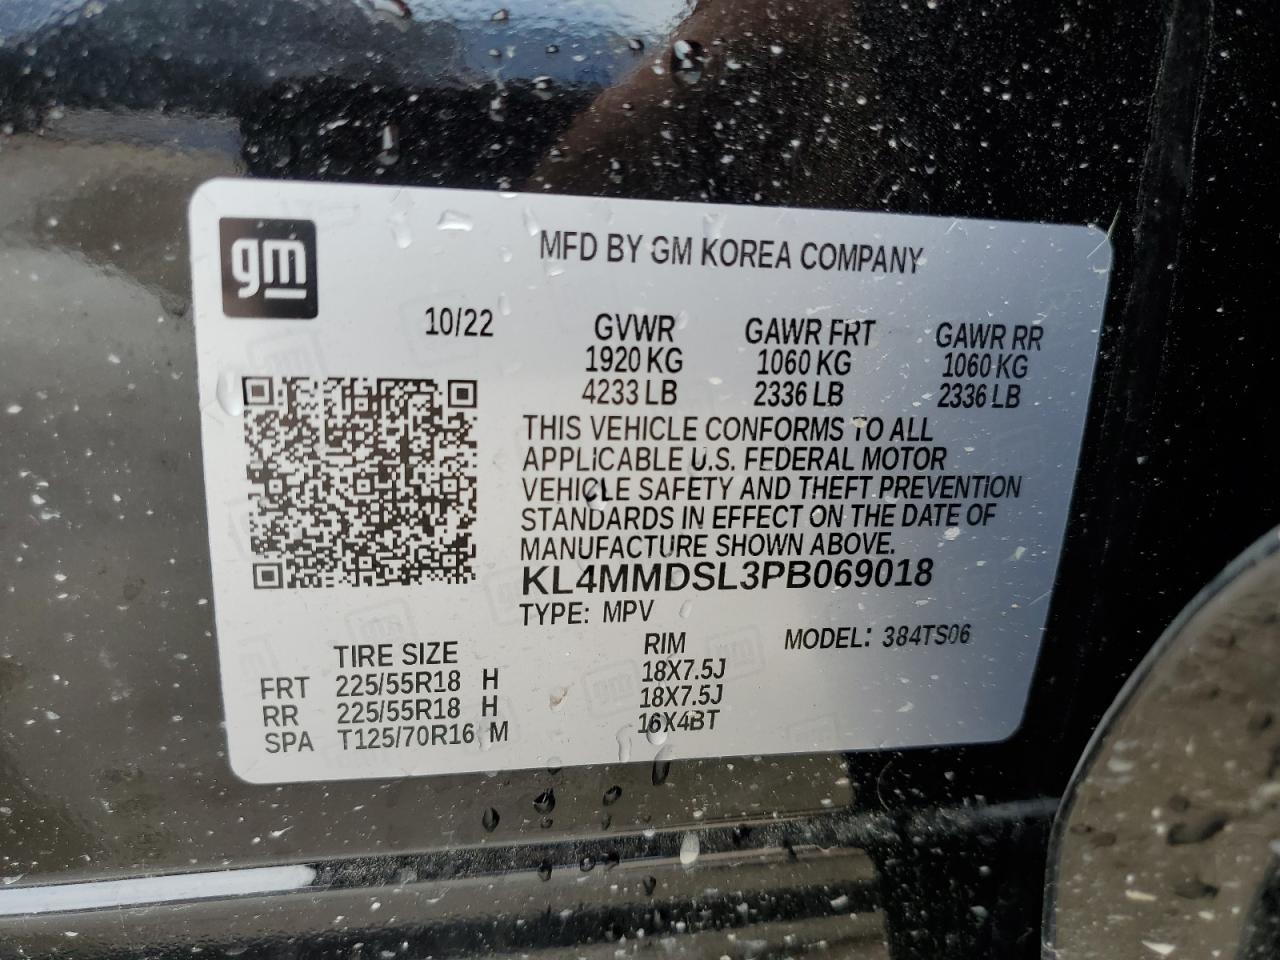 gm
MFD BY GM KOREA COMPANY
10/22 GVWR GAWR FRT GAWR RR
1920 KG 1060 KG 1060 KG
4233 LB 2336 LB 2336 LB
THIS VEHICLE CONFORMS TO ALL
APPLICABLE U.S. FEDERAL MOTOR
VEHICLE SAFETY AND THEFT PREVENTION
STANDARDS IN EFFECT ON THE DATE OF
MANUFACTURE SHOWN ABOVE.
KL4MMDSL3PB069018
TYPE: MPV MODEL: 384TS06
TIRE SIZE RIM
FRT 225/55R18 H 18X7.5J
RR 225/55R18 H 18X7.5J
SPA T125/70R16 M 16X4BT